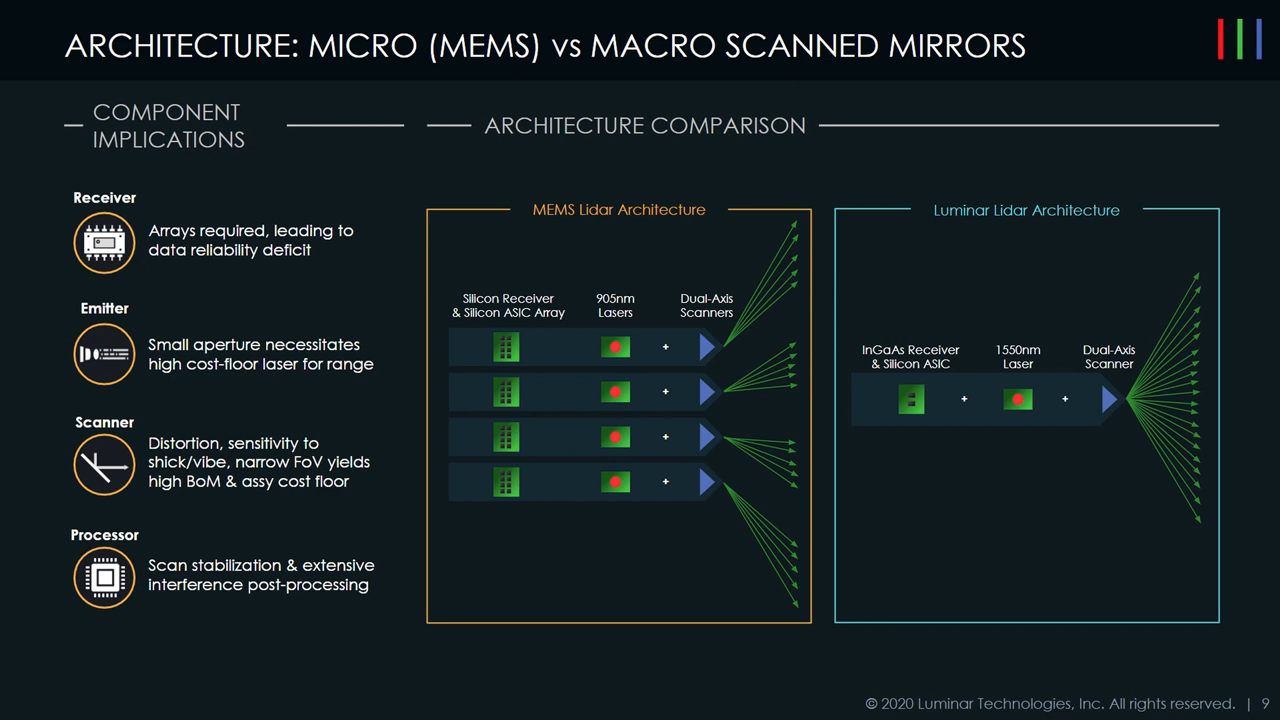 ARCHITECTURE: MICRO (MEMS) vs MACRO SCANNED MIRRORS
COMPONENT
IMPLICATIONS
Receiver
Arrays required, leading to
data reliability deficit
Emitter
Small aperture necessitates
high cost-floor laser for range
Scanner
Distortion, sensitivity to
shick/vibe, narrow FoV yields
high BoM & assy cost floor
Processor
Scan stabilization & extensive
interference post-processing
ARCHITECTURE COMPARISON
MEMS Lidar Architecture
Silicon Receiver
& Silicon ASIC Array
905nm
Lasers
Dual-Axis
Scanners
+
+
+
+
Luminar Lidar Architecture
InGaAs Receiver
& Silicon ASIC
1550nm
Laser
Dual-Axis
Scanner
+ +
© 2020 Luminar Technologies, Inc. All rights reserved. | 9